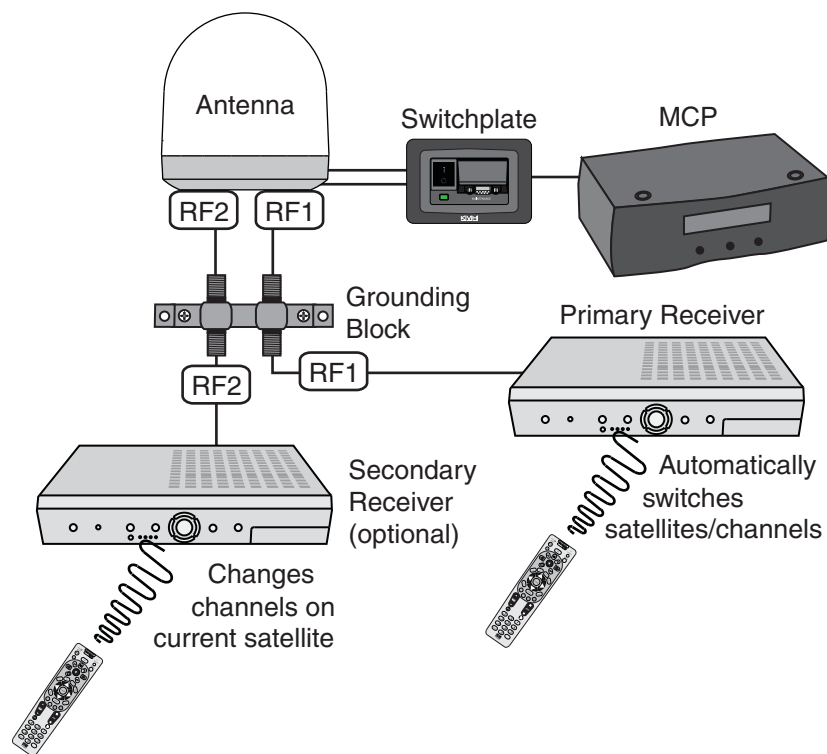 Antenna
Switchplate
MCP
RF2
RF1
KVH
Grounding
Block
Primary Receiver
RF2
RF1
Secondary
Receiver
(optional)
Automatically
switches
satellites/channels
Changes
channels on
current satellite